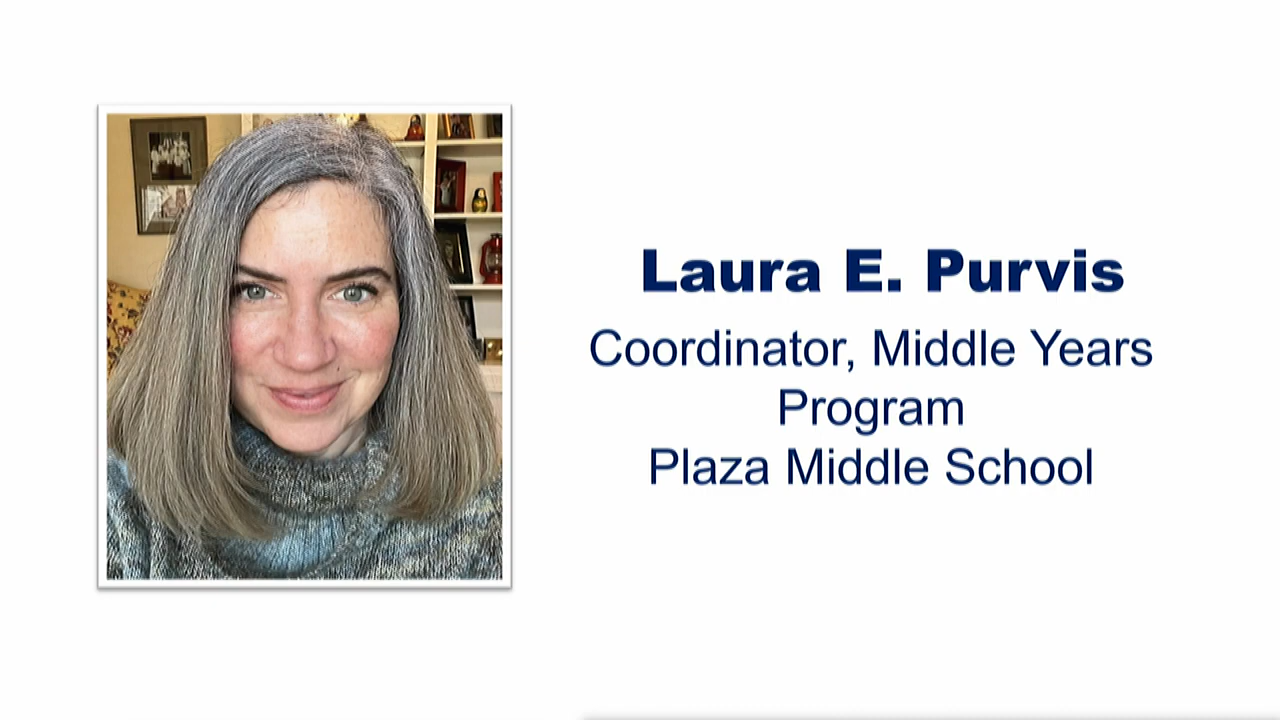 Laura E. Purvis
Coordinator, Middle Years
Program
Plaza Middle School